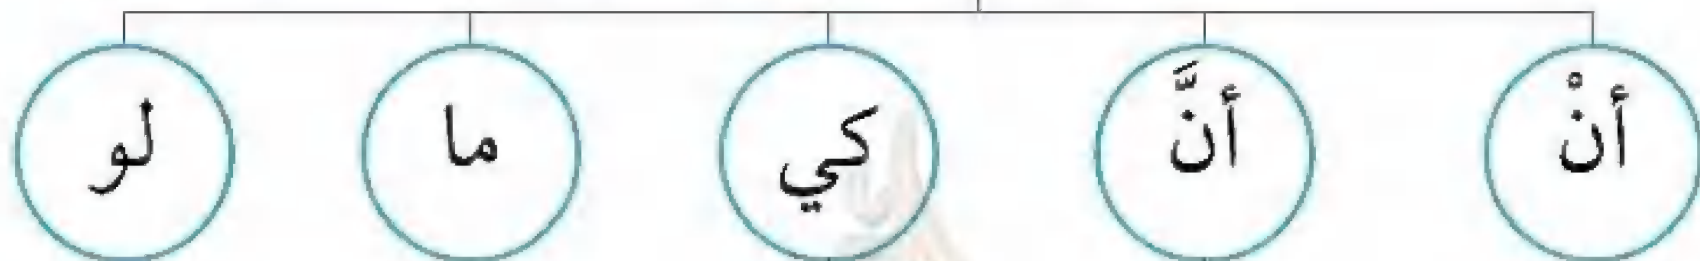 أنْ أنَّ كي ما لو